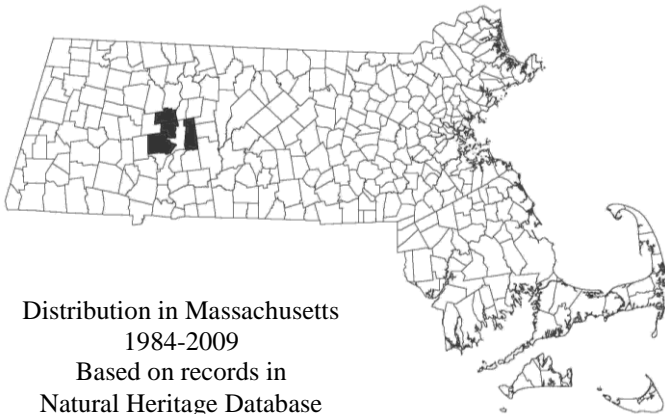 Distribution in Massachusetts
1984-2009
Based on records in
Natural Heritage Database